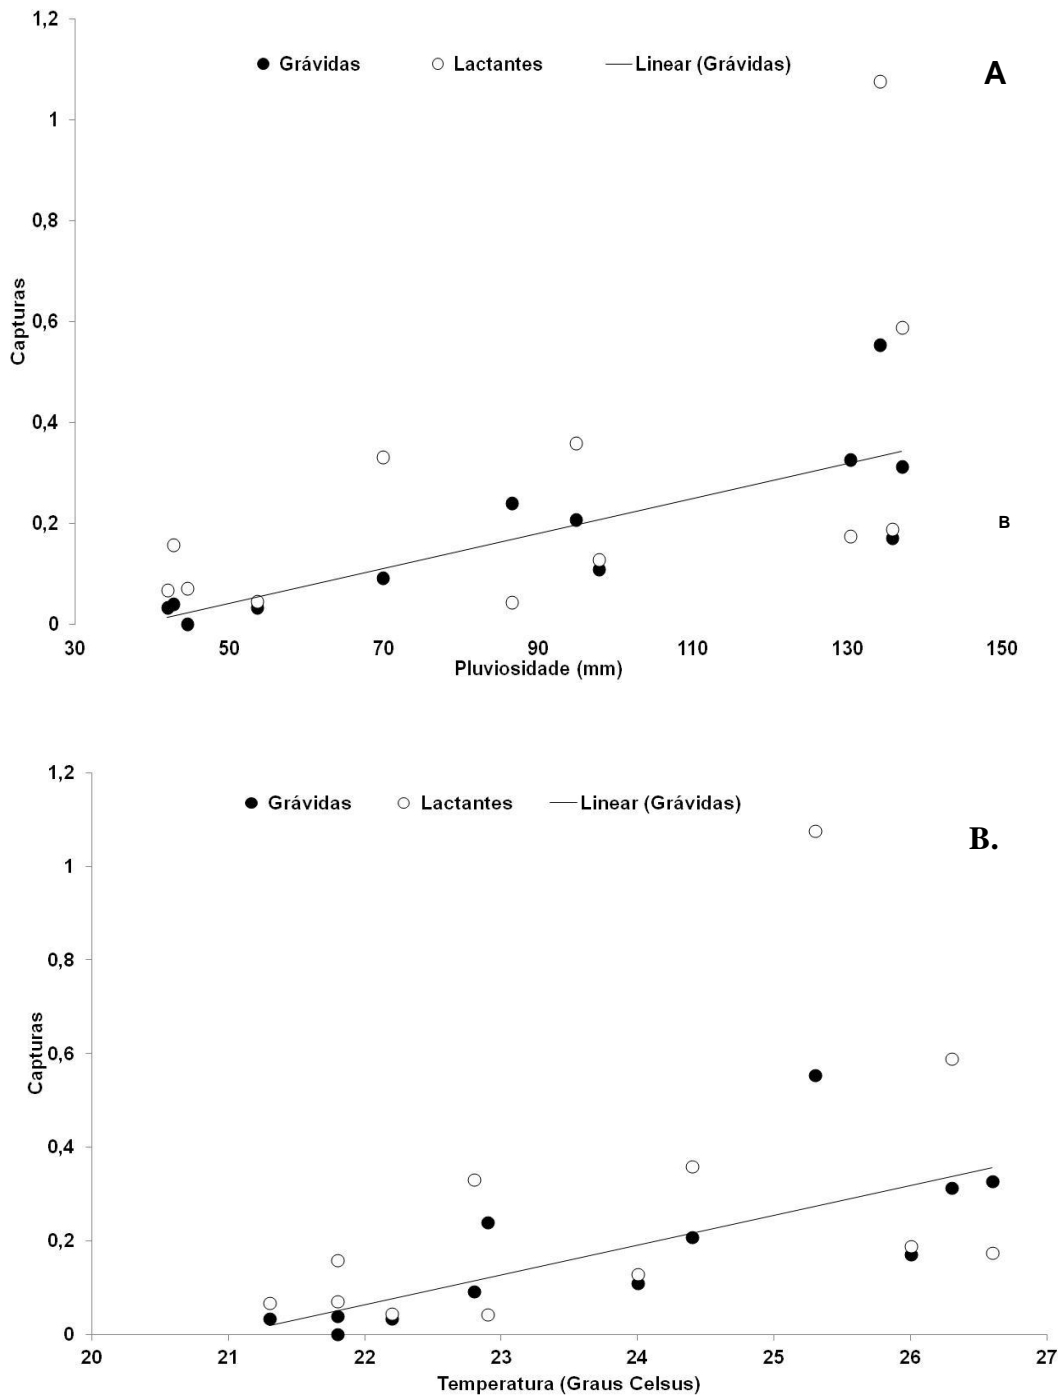 1,2
Grávidas Lactantes Linear (Grávidas) A
1
0,8
Capturas
0,6
0,4
0,2 B
0
30 50 70 90 110 130 150
Pluviosidade (mm)
1,2
Grávidas Lactantes Linear (Grávidas)
B.
1
0,8
Capturas
0,6
0,4
0,2
0
20 21 22 23 24 25 26 27
Temperatura (Graus Celsus)